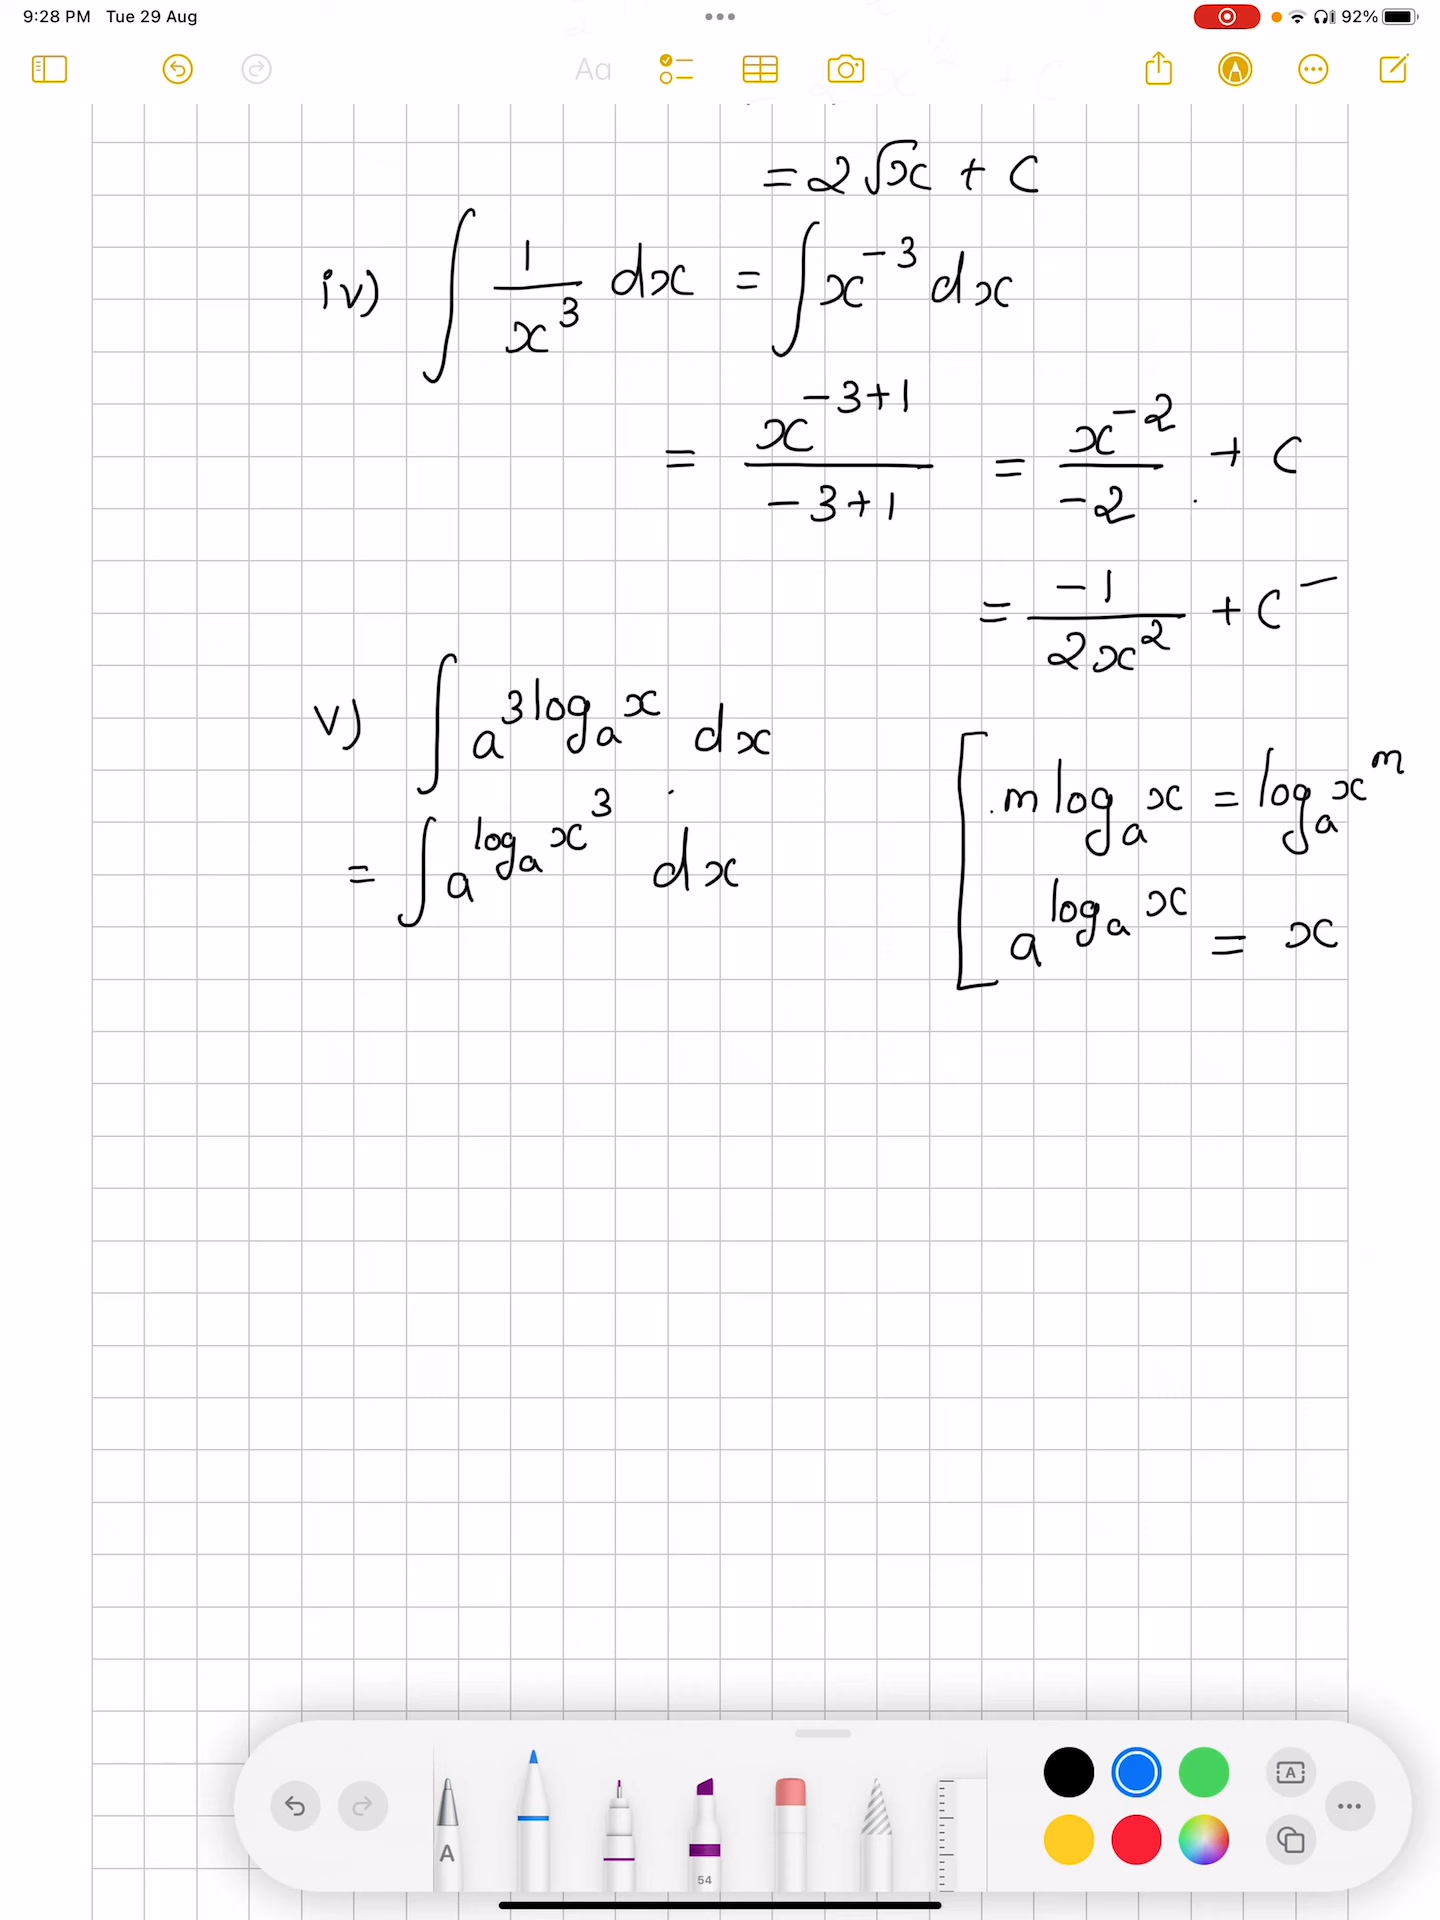 9:28 PM Tue 29 Aug
92%
Aa
= 2√x + C
iv) ∫ 1/x³ dx = ∫ x⁻³ dx
= x⁻³⁺¹/-3+1 = x⁻²/-2 + C
= -1/2x² + C
v) ∫ a^(3 logₐ x) dx
m logₐ x = logₐ x^m
= ∫ a^(logₐ x³) dx
a^(logₐ x) = x
A
54
A